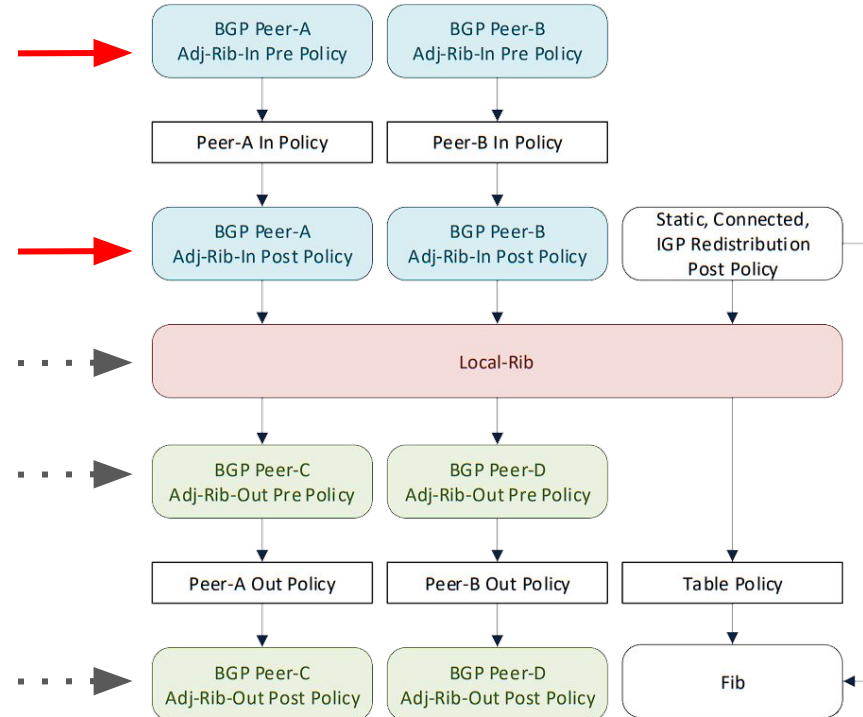 BGP Peer-A
Adj-Rib-In Pre Policy
BGP Peer-B
Adj-Rib-In Pre Policy
Peer-A In Policy
Peer-B In Policy
BGP Peer-A
Adj-Rib-In Post Policy
BGP Peer-B
Adj-Rib-In Post Policy
Static, Connected,
IGP Redistribution
Post Policy
Local-Rib
BGP Peer-C
Adj-Rib-Out Pre Policy
BGP Peer-D
Adj-Rib-Out Pre Policy
Peer-A Out Policy
Peer-B Out Policy
Table Policy
BGP Peer-C
Adj-Rib-Out Post Policy
BGP Peer-D
Adj-Rib-Out Post Policy
Fib